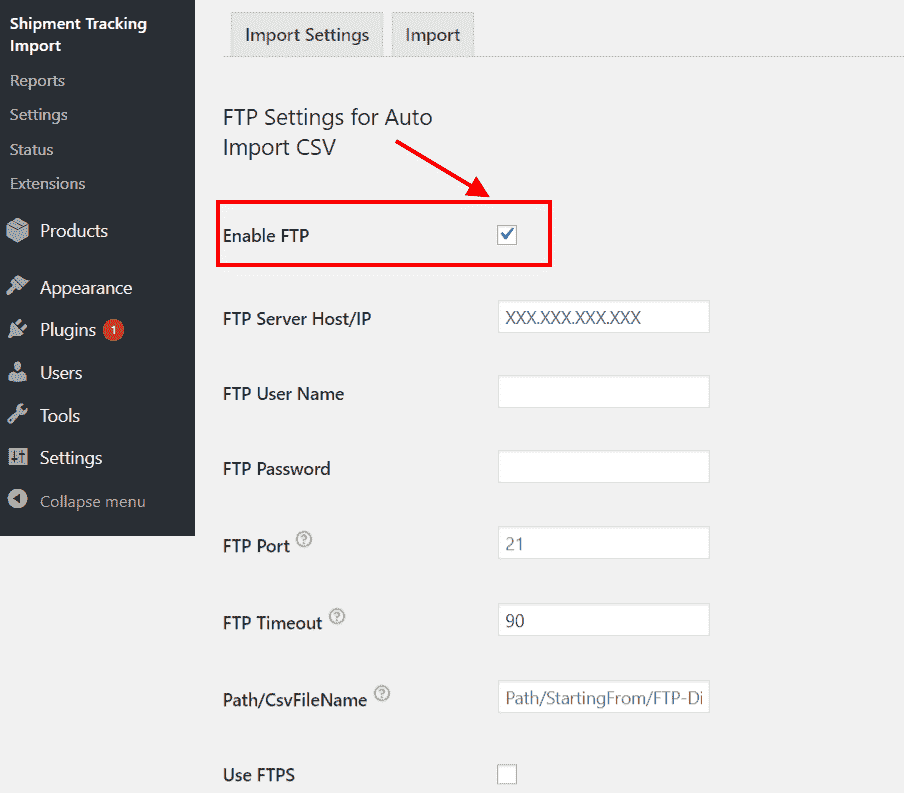 Shipment Tracking
Import
Reports
Settings
Status
Extensions
Products
Appearance
Plugins 1
Users
Tools
Settings
Collapse menu
Import Settings
Import
FTP Settings for Auto
Import CSV
Enable FTP
FTP Server Host/IP
XXX.XXX.XXX.XXX
FTP User Name
FTP Password
FTP Port ?
21
FTP Timeout ?
90
Path/CsvFileName ?
Path/StartingFrom/FTP-Di
Use FTPS